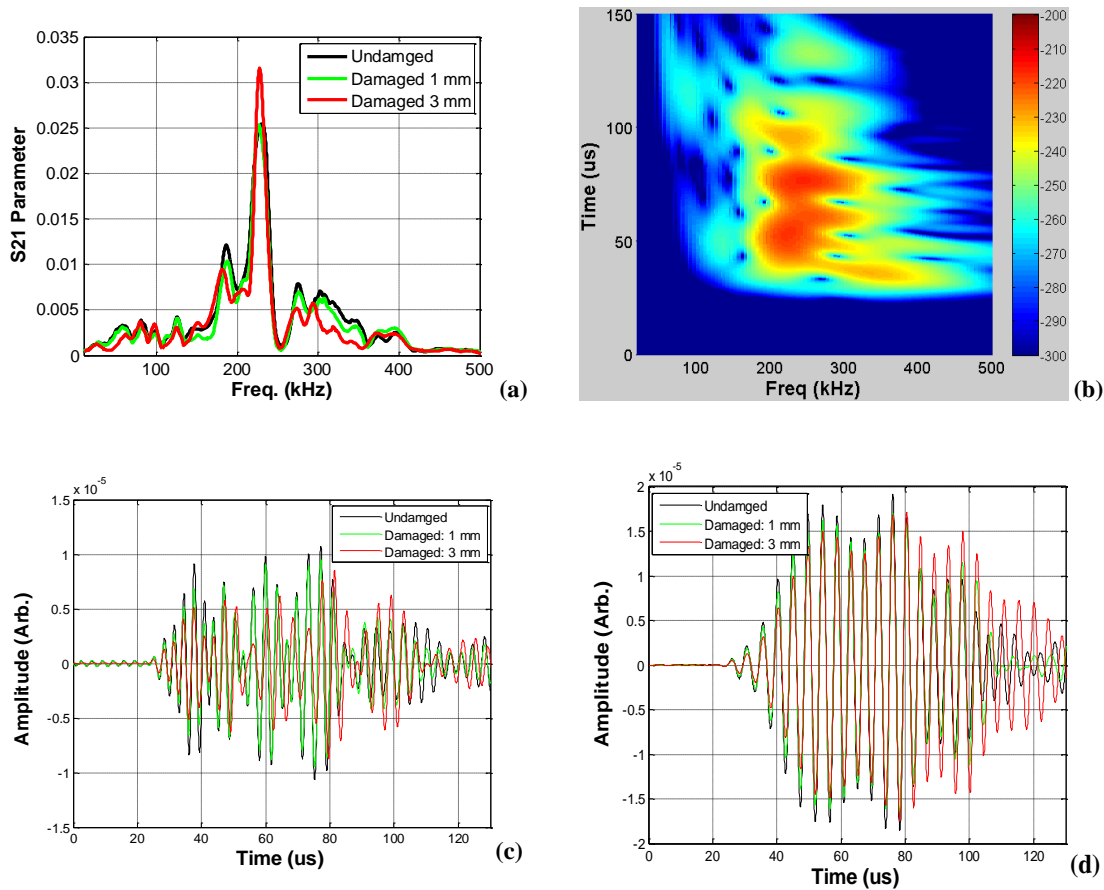 0.035
0.03
0.025
0.02
0.015
0.01
0.005
0
S21 Parameter
Undamged
Damaged 1 mm
Damaged 3 mm
100 200 300 400 500
Freq. (kHz)
(a)
150
100
50
0
Time (us)
100 200 300 400 500
Freq (kHz)
-200
-210
-220
-230
-240
-250
-260
-270
-280
-290
-300
(b)
x 10⁻⁵
1.5
1
0.5
0
-0.5
-1
-1.5
Amplitude (Arb.)
Undamged
Damaged: 1 mm
Damaged: 3 mm
0 20 40 60 80 100 120
Time (us)
(c)
x 10⁻⁵
2
1.5
1
0.5
0
-0.5
-1
-1.5
-2
Amplitude (Arb.)
Undamged
Damaged: 1 mm
Damaged: 3 mm
0 20 40 60 80 100 120
Time (us)
(d)